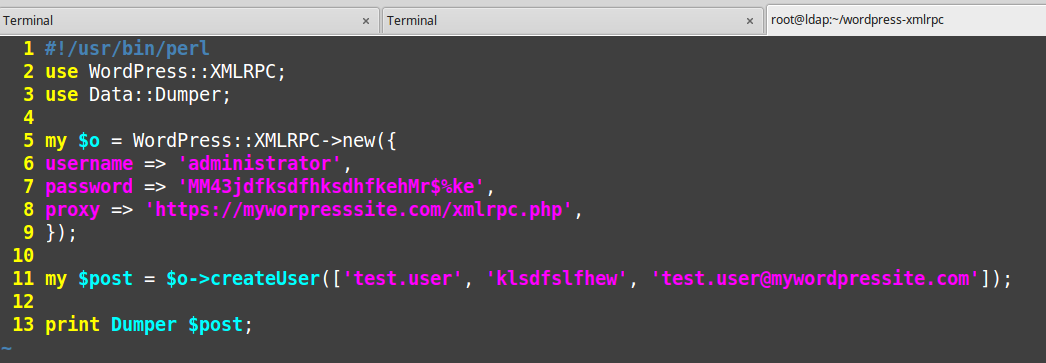 Terminal × Terminal × root@ldap:~/wordpress-xmlrpc
1 #!/usr/bin/perl
2 use WordPress::XMLRPC;
3 use Data::Dumper;
4
5 my $o = WordPress::XMLRPC->new({
6 username => 'administrator',
7 password => 'MM43jdfksdfhksdhfkehMr$%ke',
8 proxy => 'https://myworpresssite.com/xmlrpc.php',
9 });
10
11 my $post = $o->createUser(['test.user', 'klsdfslfhew', 'test.user@mywordpressite.com']);
12
13 print Dumper $post;
~